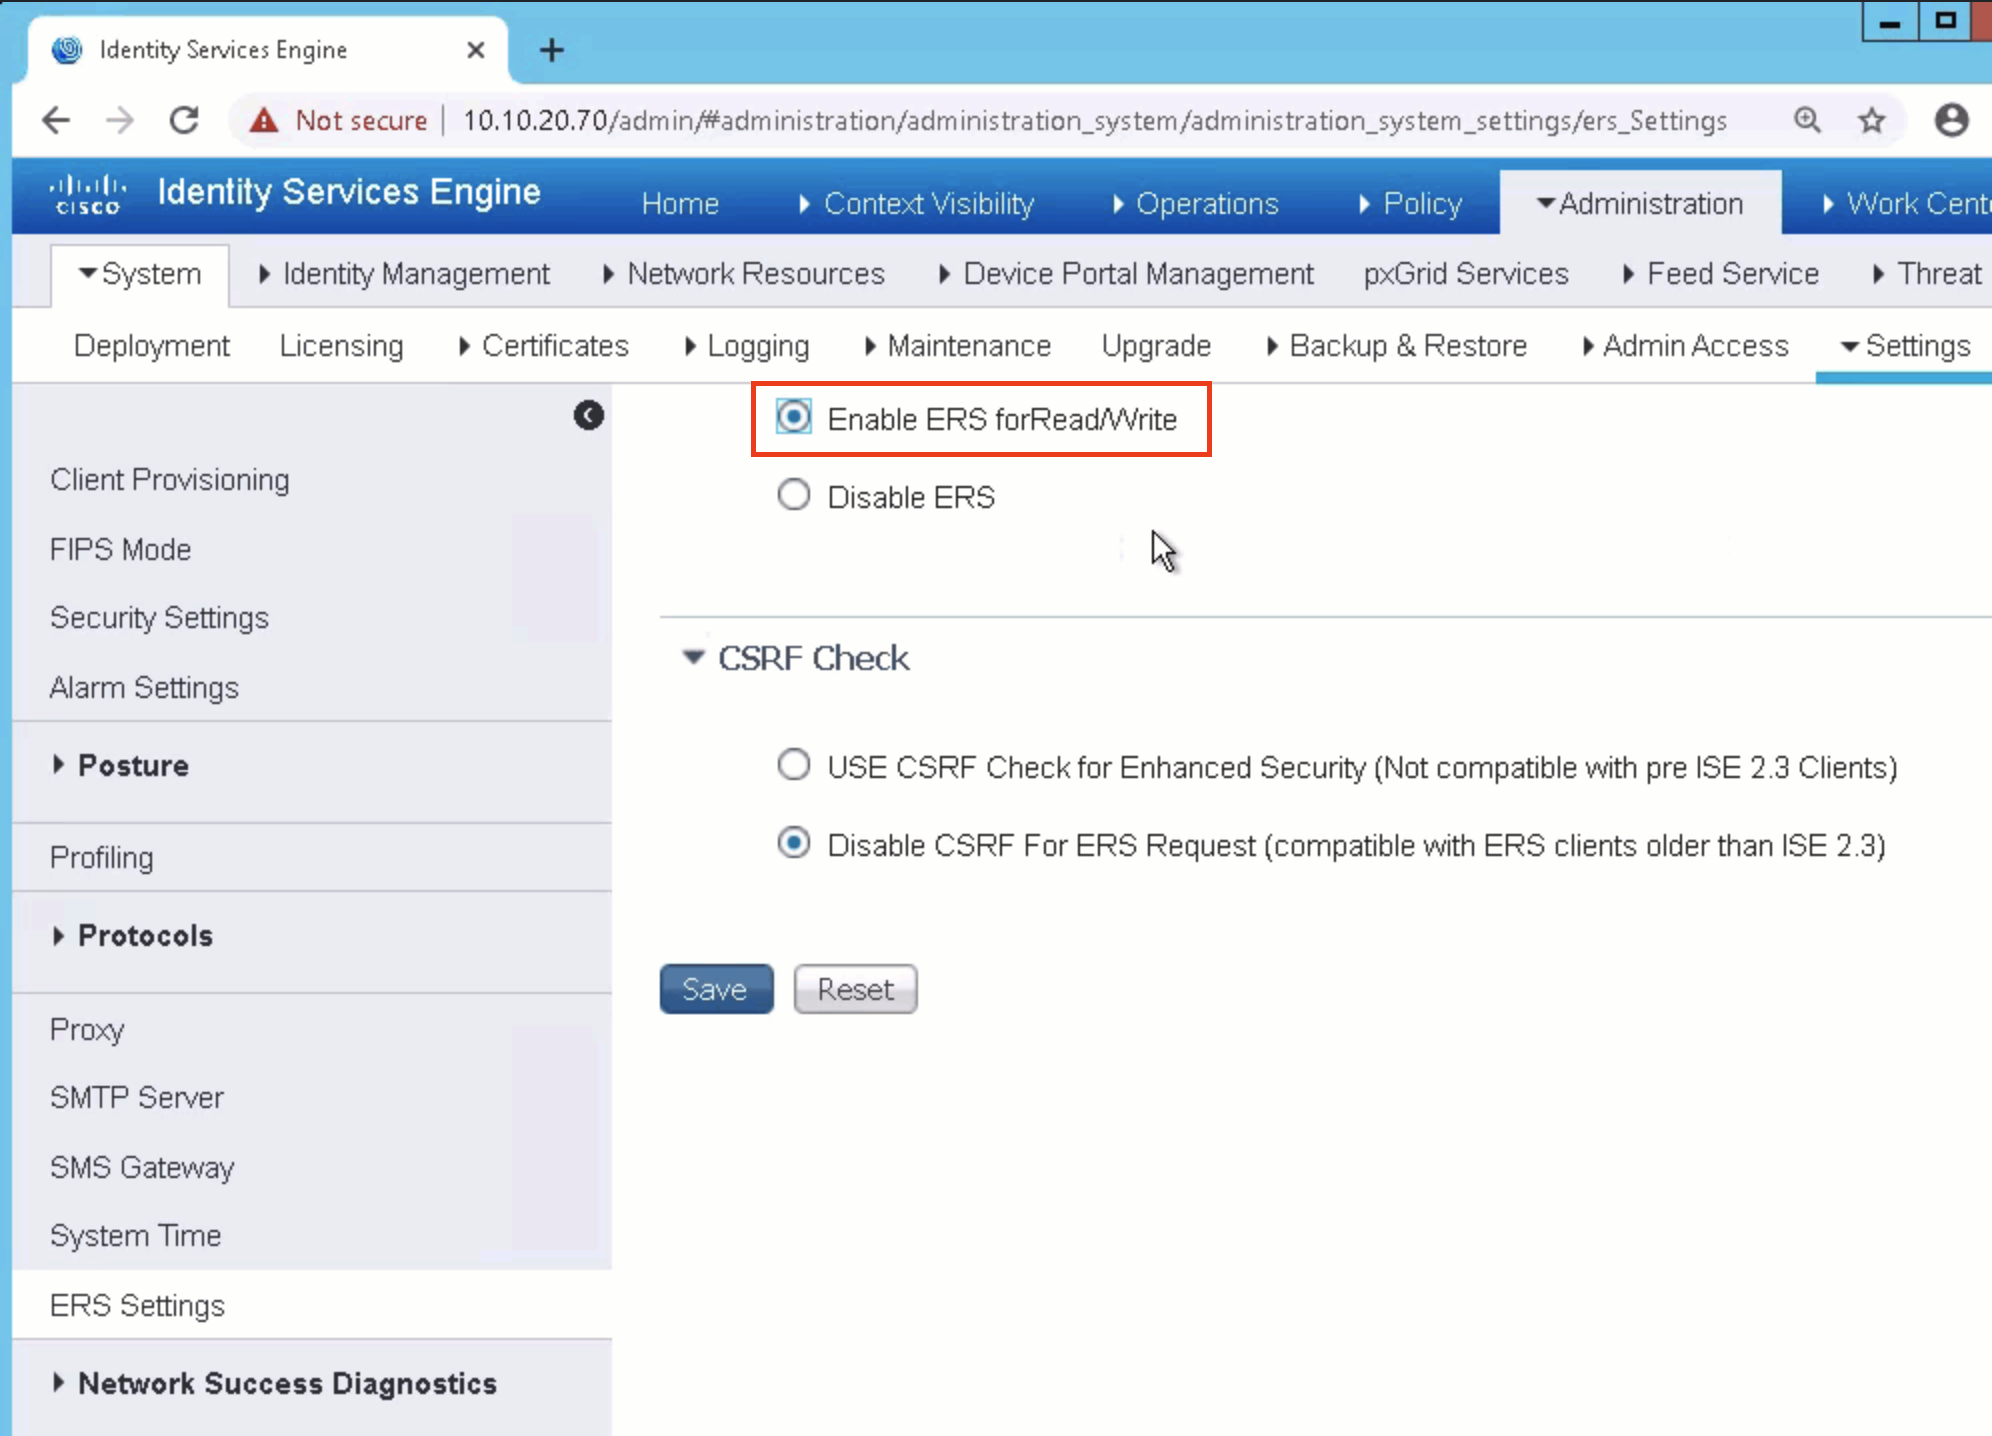 Identity Services Engine
Not secure | 10.10.20.70/admin/#administration/administration_system/administration_system_settings/ers_Settings
CISCO Identity Services Engine Home Context Visibility Operations Policy Administration Work Cent
System Identity Management Network Resources Device Portal Management pxGrid Services Feed Service Threat
Deployment Licensing Certificates Logging Maintenance Upgrade Backup & Restore Admin Access Settings
Enable ERS forRead/Write
Disable ERS
CSRF Check
USE CSRF Check for Enhanced Security (Not compatible with pre ISE 2.3 Clients)
Disable CSRF For ERS Request (compatible with ERS clients older than ISE 2.3)
Save Reset
Client Provisioning
FIPS Mode
Security Settings
Alarm Settings
Posture
Profiling
Protocols
Proxy
SMTP Server
SMS Gateway
System Time
ERS Settings
Network Success Diagnostics